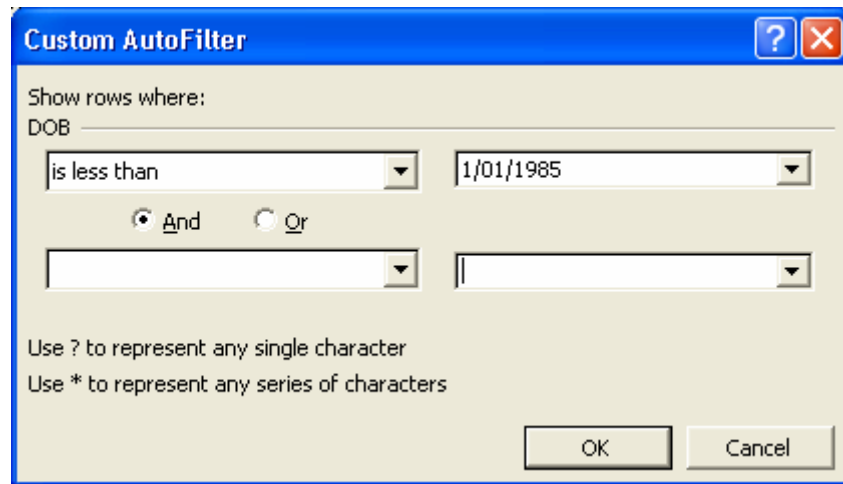 Custom AutoFilter
Show rows where:
DOB
is less than 1/01/1985
And Or
Use ? to represent any single character
Use * to represent any series of characters
OK Cancel